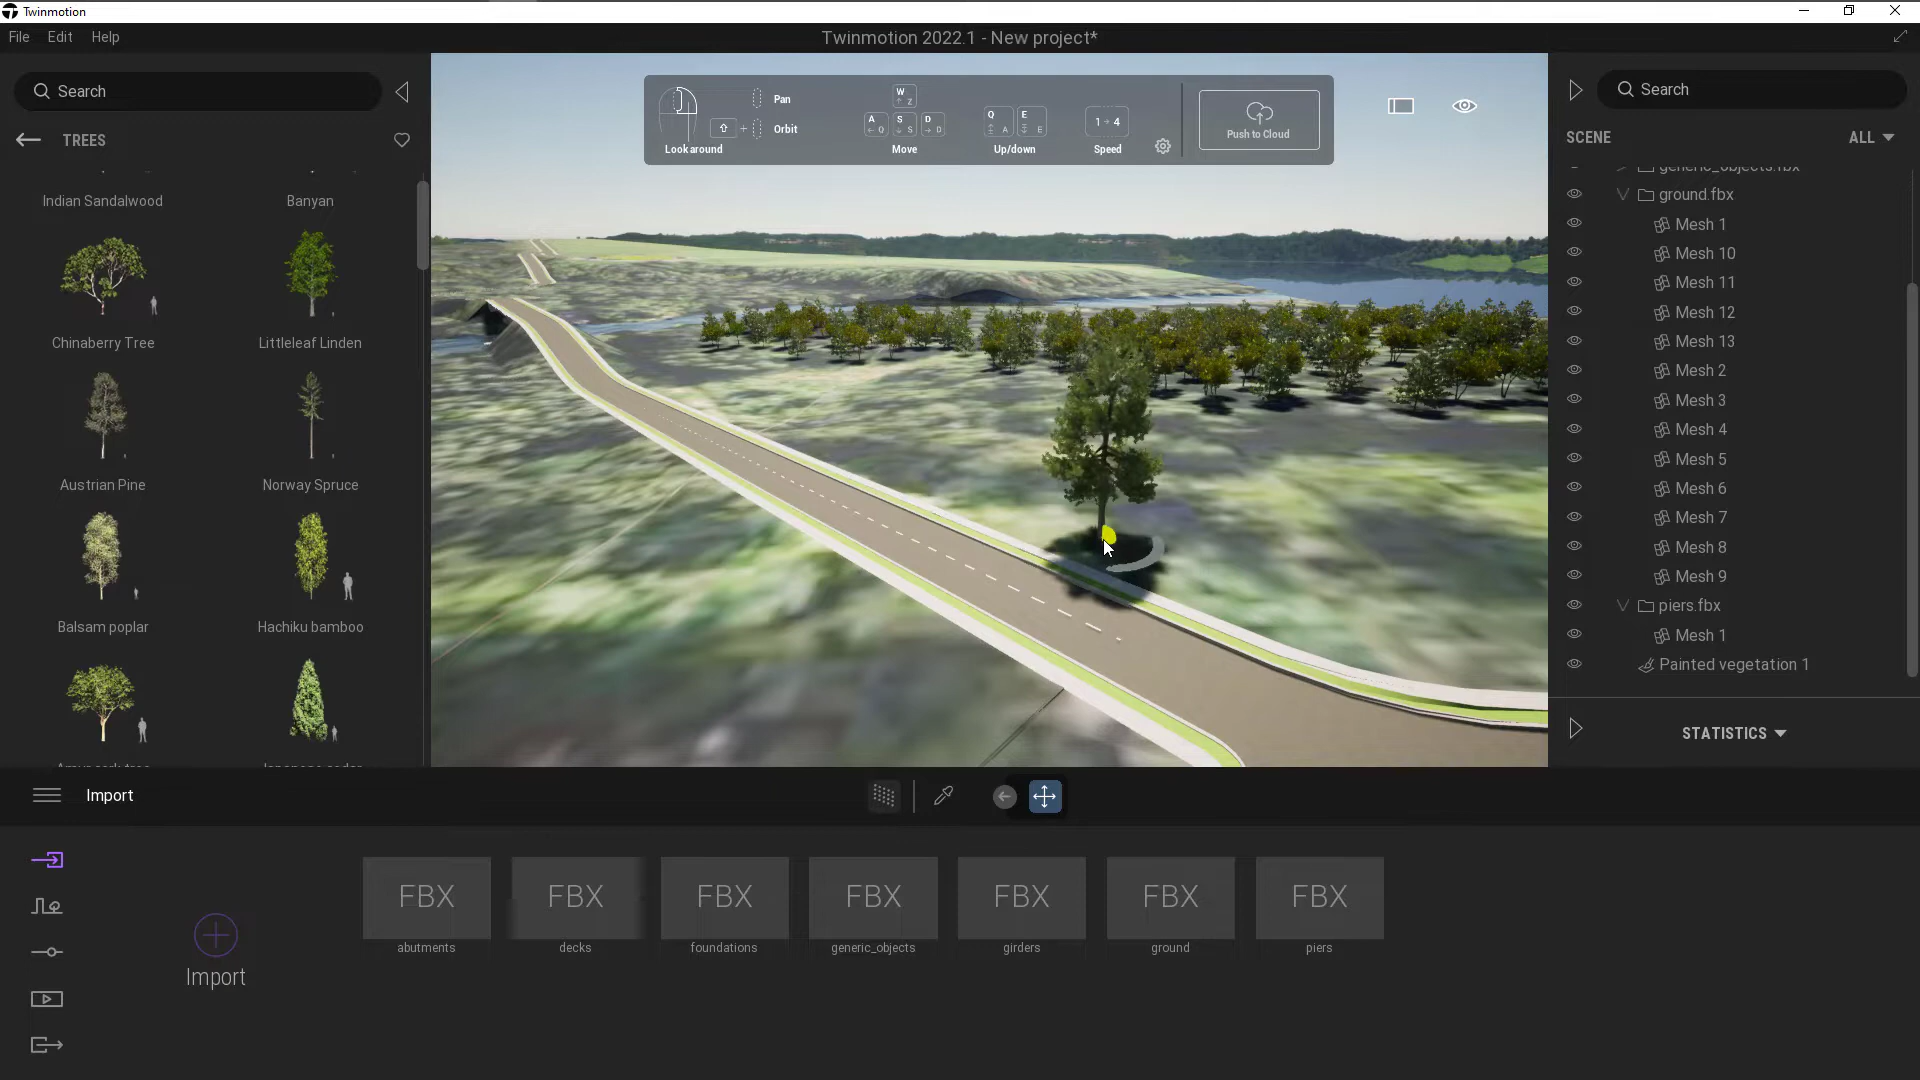 Twinmotion
File Edit Help
Twinmotion 2022.1 - New project*
Search
TREES
Indian Sandalwood
Banyan
Chinaberry Tree
Littleleaf Linden
Austrian Pine
Norway Spruce
Balsam poplar
Hachiku bamboo
Pan
Orbit
Look around
W
Z
A
Q
S
S
D
D
Move
Q
A
E
E
Up/down
1 - 4
Speed
Push to Cloud
Search
SCENE
ALL
generic_objects.fbx
ground.fbx
Mesh 1
Mesh 10
Mesh 11
Mesh 12
Mesh 13
Mesh 2
Mesh 3
Mesh 4
Mesh 5
Mesh 6
Mesh 7
Mesh 8
Mesh 9
piers.fbx
Mesh 1
Painted vegetation 1
STATISTICS
Import
Import
FBX
abutments
FBX
decks
FBX
foundations
FBX
generic_objects
FBX
girders
FBX
ground
FBX
piers